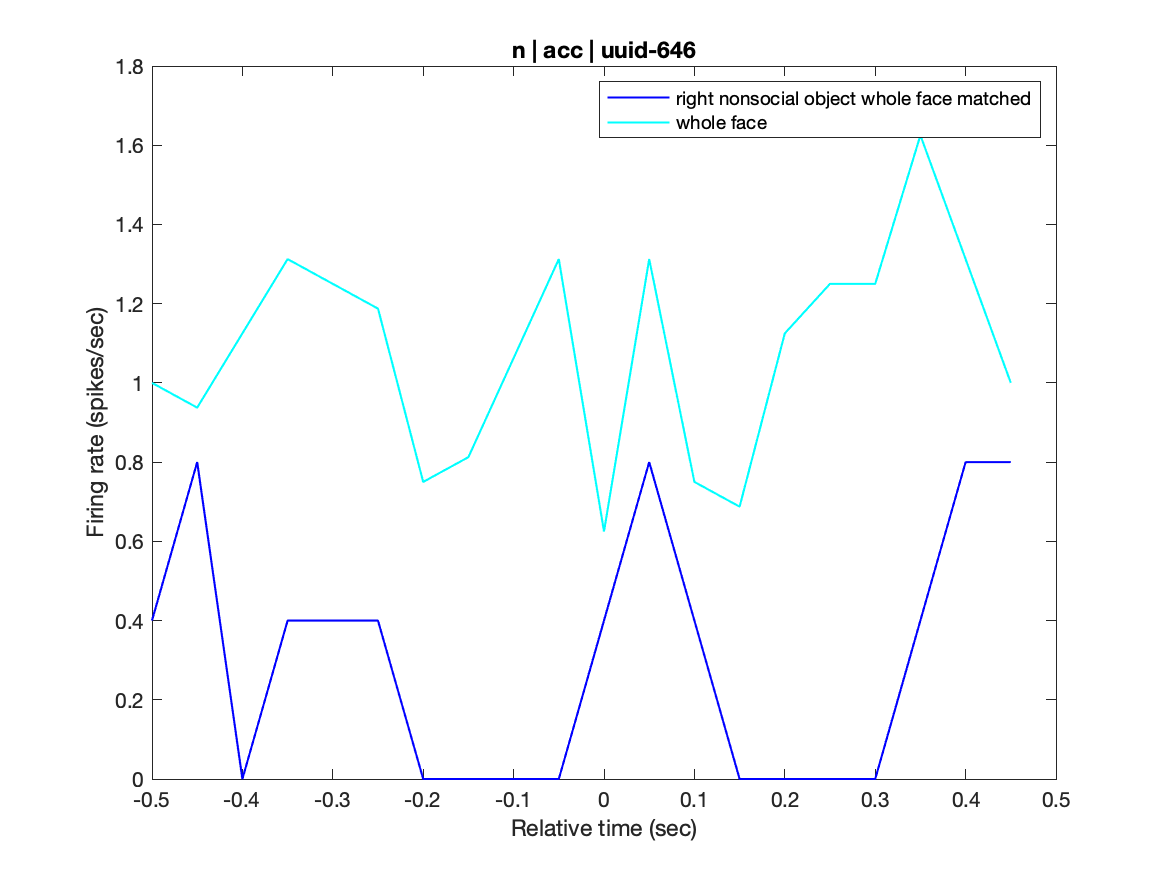 n | acc | uuid-646
right nonsocial object whole face matched
whole face
Firing rate (spikes/sec)
1.8
1.6
1.4
1.2
1
0.8
0.6
0.4
0.2
0
-0.5 -0.4 -0.3 -0.2 -0.1 0 0.1 0.2 0.3 0.4 0.5
Relative time (sec)